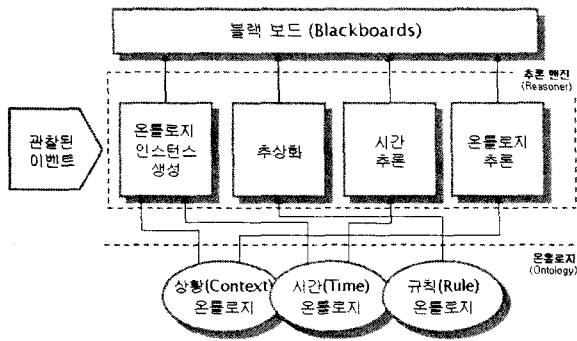 블랙 보드 (Blackboards)
추론 엔진
(Reasoner)
관찰된
이벤트
온톨로지
인스턴스
생성
추상화
시간
추론
온톨로지
추론
온톨로지
(Ontology)
상황(Context)
온톨로지
시간(Time)
온톨로지
규칙(Rule)
온톨로지